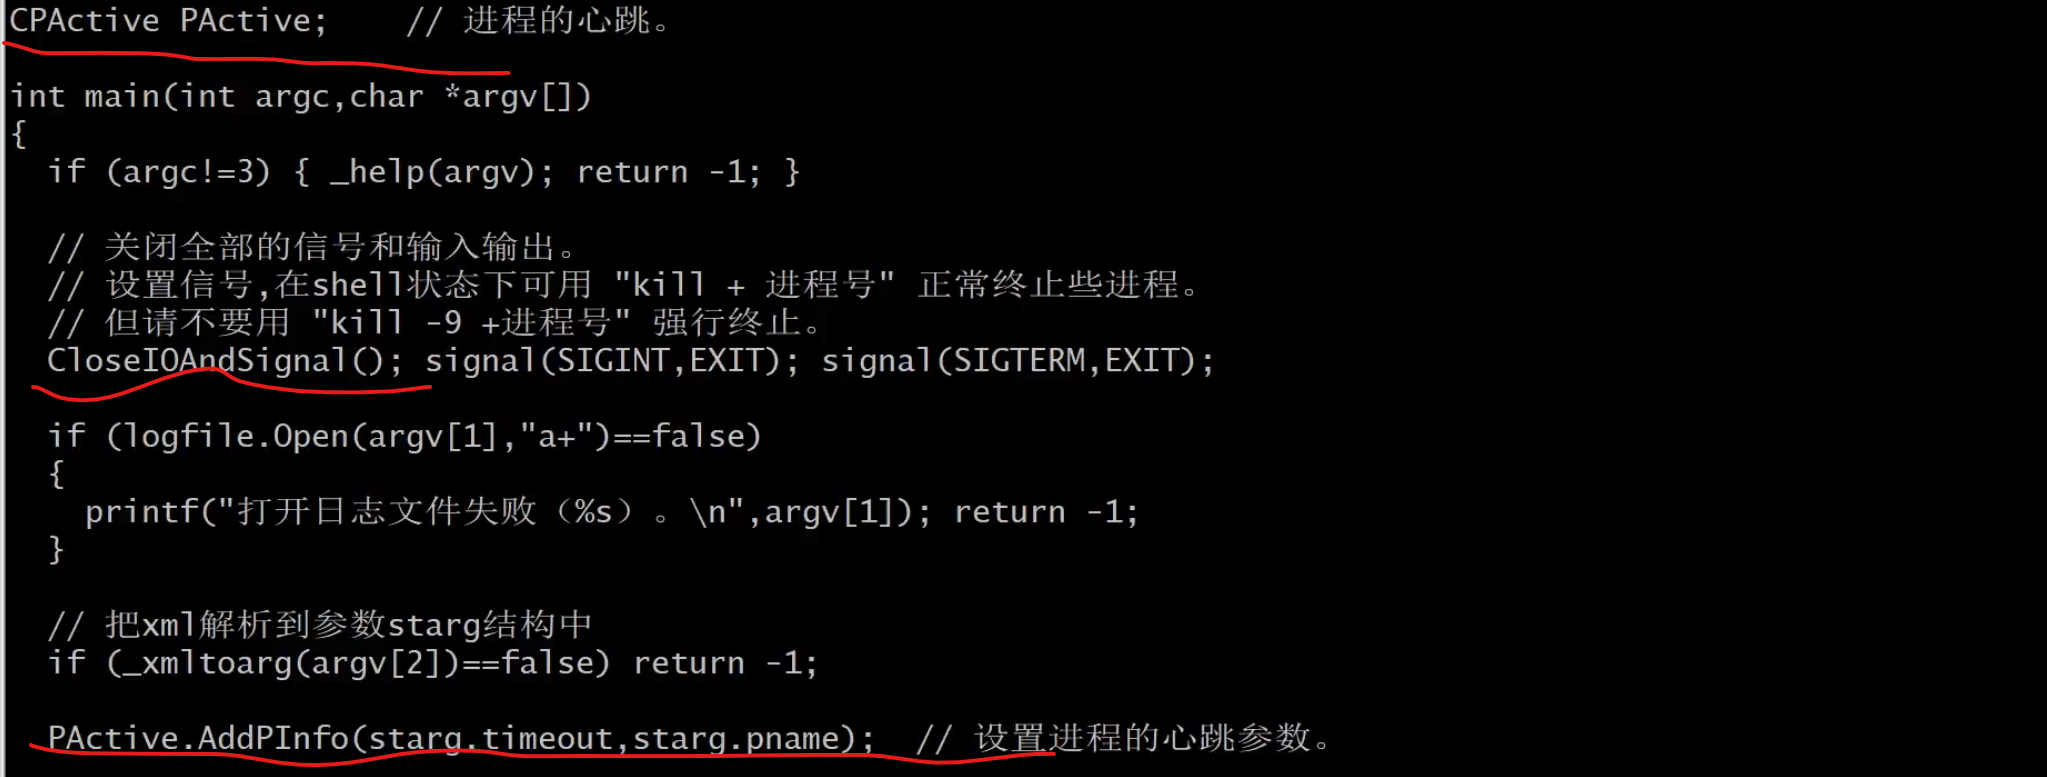 CPActive PActive;    // 进程的心跳。
int main(int argc,char *argv[])
{
  if (argc!=3) { _help(argv); return -1; }
  // 关闭全部的信号和输入输出。
  // 设置信号,在shell状态下可用 "kill + 进程号" 正常终止些进程。
  // 但请不要用 "kill -9 +进程号" 强行终止。
  CloseIOAndSignal(); signal(SIGINT,EXIT); signal(SIGTERM,EXIT);
  if (logfile.Open(argv[1],"a+")==false)
  {
    printf("打开日志文件失败（%s）。\n",argv[1]); return -1;
  }
  // 把xml解析到参数starg结构中
  if (_xmltoarg(argv[2])==false) return -1;
  PActive.AddPInfo(starg.timeout,starg.pname);  // 设置进程的心跳参数。